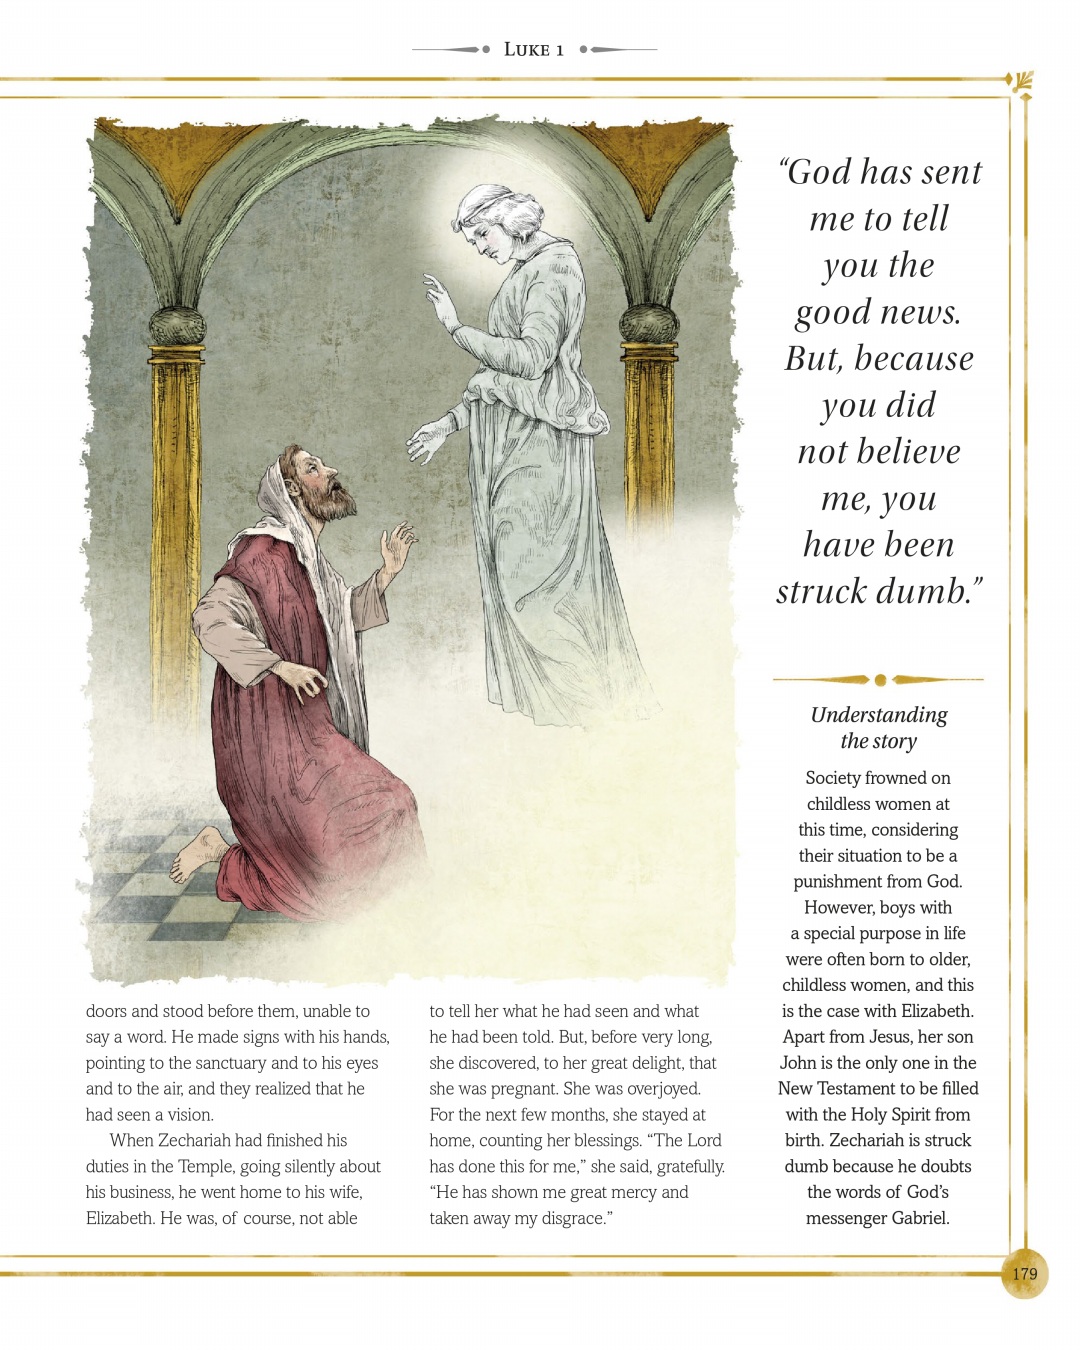 LUKE 1
“God has sent
me to tell
you the
good news.
But, because
you did
not believe
me, you
have been
struck dumb.”
Understanding
the story
Society frowned on
childless women at
this time, considering
their situation to be a
punishment from God.
However, boys with
a special purpose in life
were often born to older,
childless women, and this
is the case with Elizabeth.
Apart from Jesus, her son
John is the only one in the
New Testament to be filled
with the Holy Spirit from
birth. Zechariah is struck
dumb because he doubts
the words of God’s
messenger Gabriel.
doors and stood before them, unable to
say a word. He made signs with his hands,
pointing to the sanctuary and to his eyes
and to the air, and they realized that he
had seen a vision.
When Zechariah had finished his
duties in the Temple, going silently about
his business, he went home to his wife,
Elizabeth. He was, of course, not able
to tell her what he had seen and what
he had been told. But, before very long,
she discovered, to her great delight, that
she was pregnant. She was overjoyed.
For the next few months, she stayed at
home, counting her blessings. “The Lord
has done this for me,” she said, gratefully.
“He has shown me great mercy and
taken away my disgrace.”
179